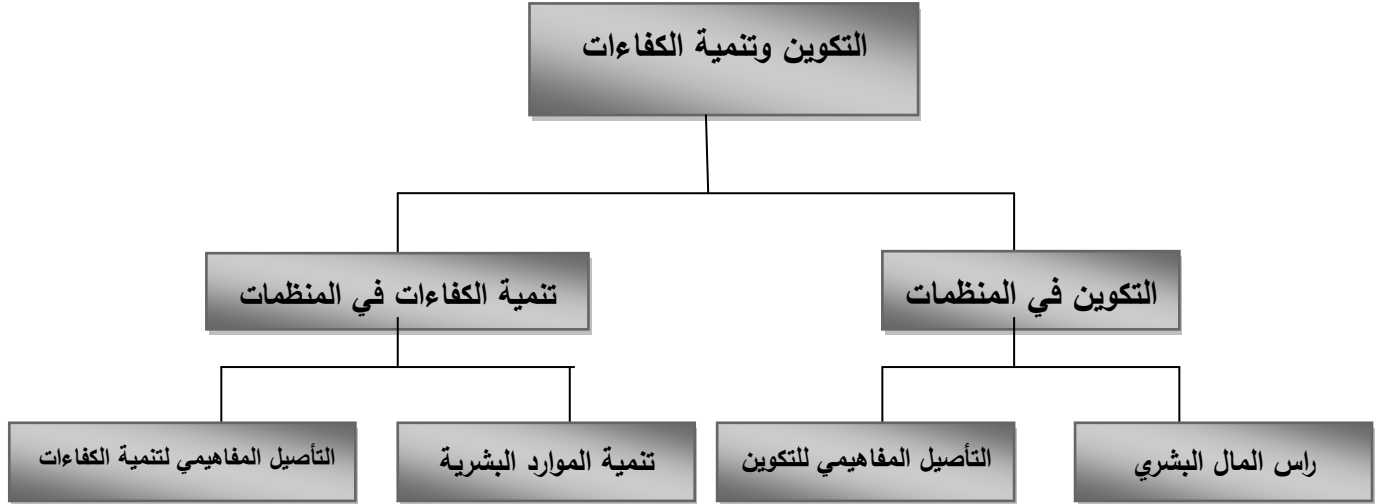 التكوين وتنمية الكفاءات
التكوين في المنظمات
تنمية الكفاءات في المنظمات
راس المال البشري
التأصيل المفاهيمي للتكوين
تنمية الموارد البشرية
التأصيل المفاهيمي لتنمية الكفاءات